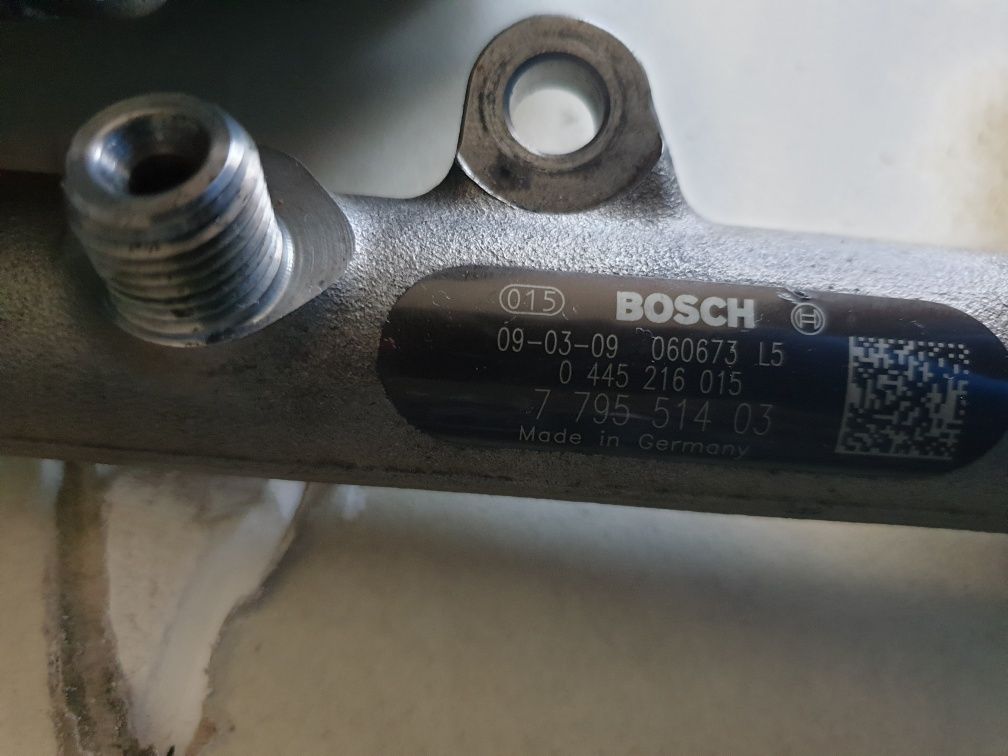 015 BOSCH
09-03-09 060673 L5
0 445 216 015
7 795 514 03
Made in Germany